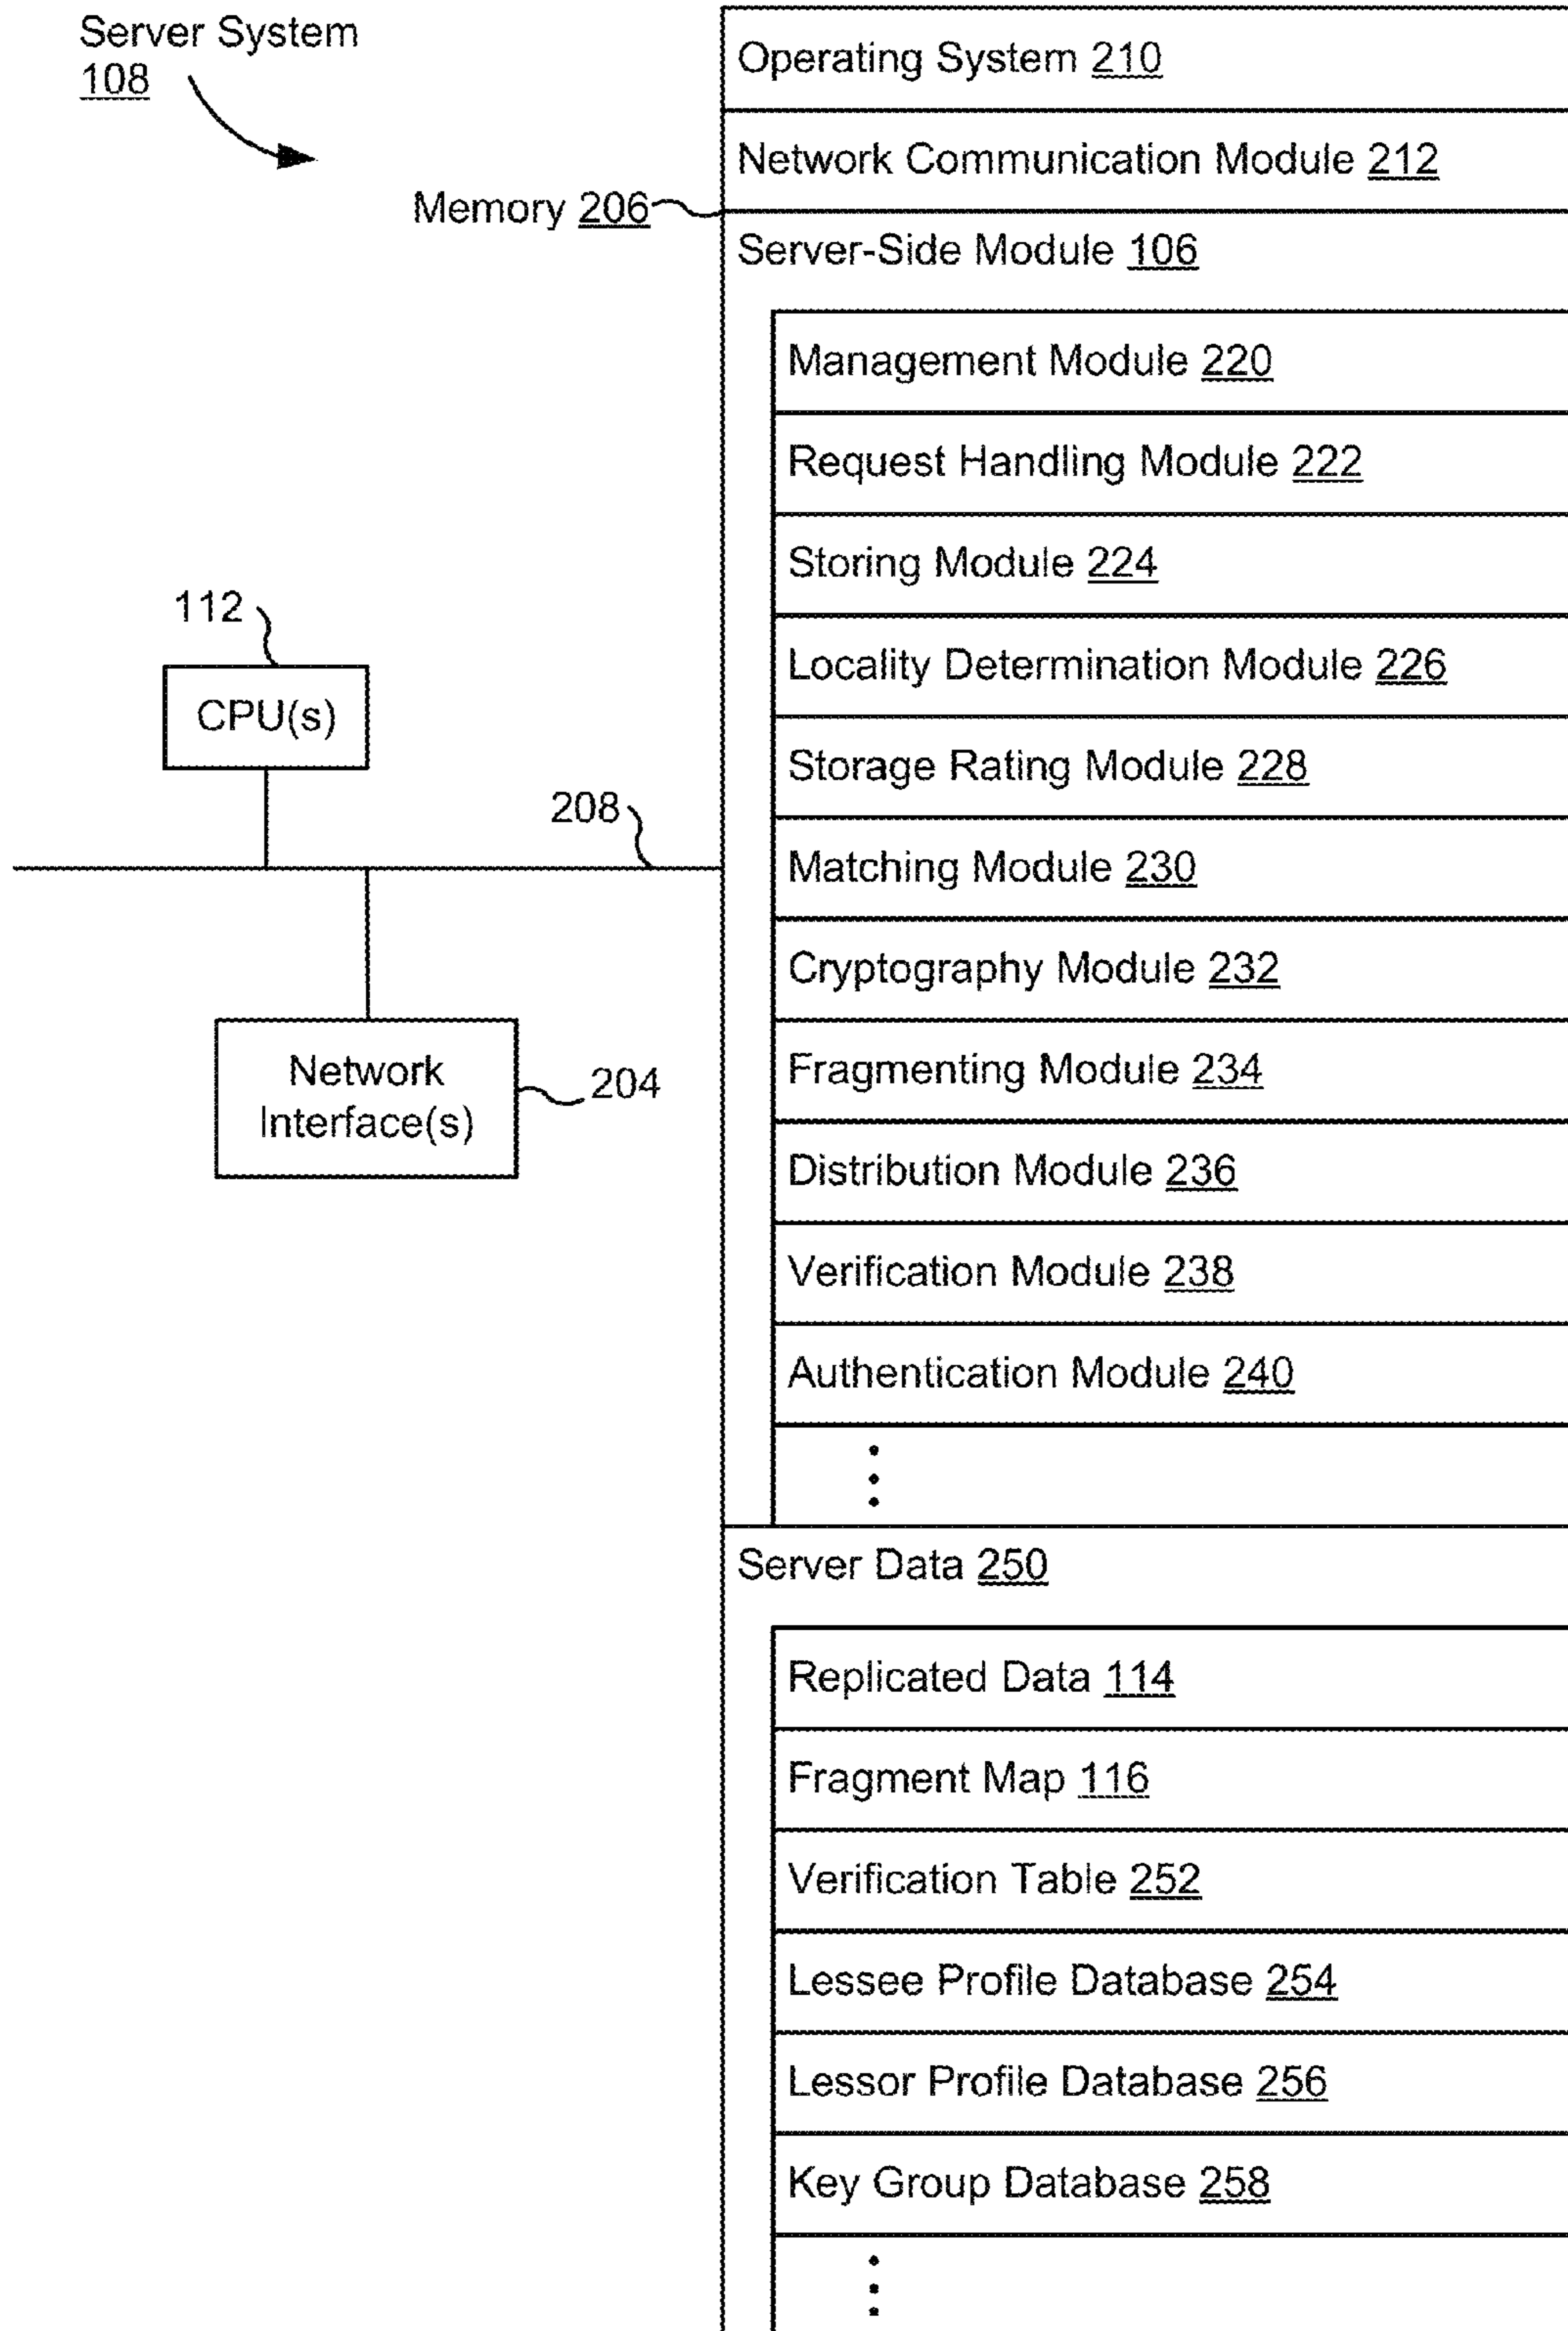 Server System
108
Operating System 210
Network Communication Module 212
Memory 206
Server-Side Module 106
Management Module 220
Request Handling Module 222
Storing Module 224
112
Locality Determination Module 226
CPU(s)
Storage Rating Module 228
208
Matching Module 230
Cryptography Module 232
Network
Interface(s)
204
Fragmenting Module 234
Distribution Module 236
Verification Module 238
Authentication Module 240
Server Data 250
Replicated Data 114
Fragment Map 116
Verification Table 252
Lessee Profile Database 254
Lessor Profile Database 256
Key Group Database 258